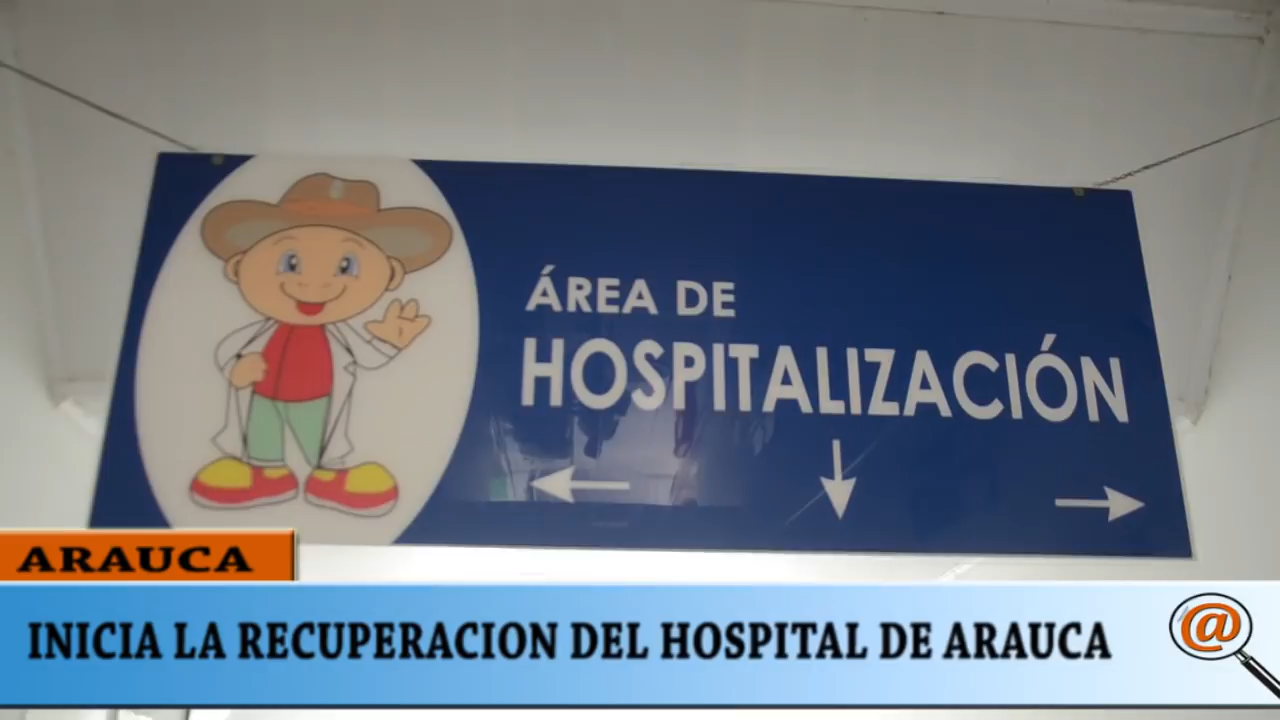 ÁREA DE
HOSPITALIZACIÓN
ARAUCA
INICIA LA RECUPERACION DEL HOSPITAL DE ARAUCA
@